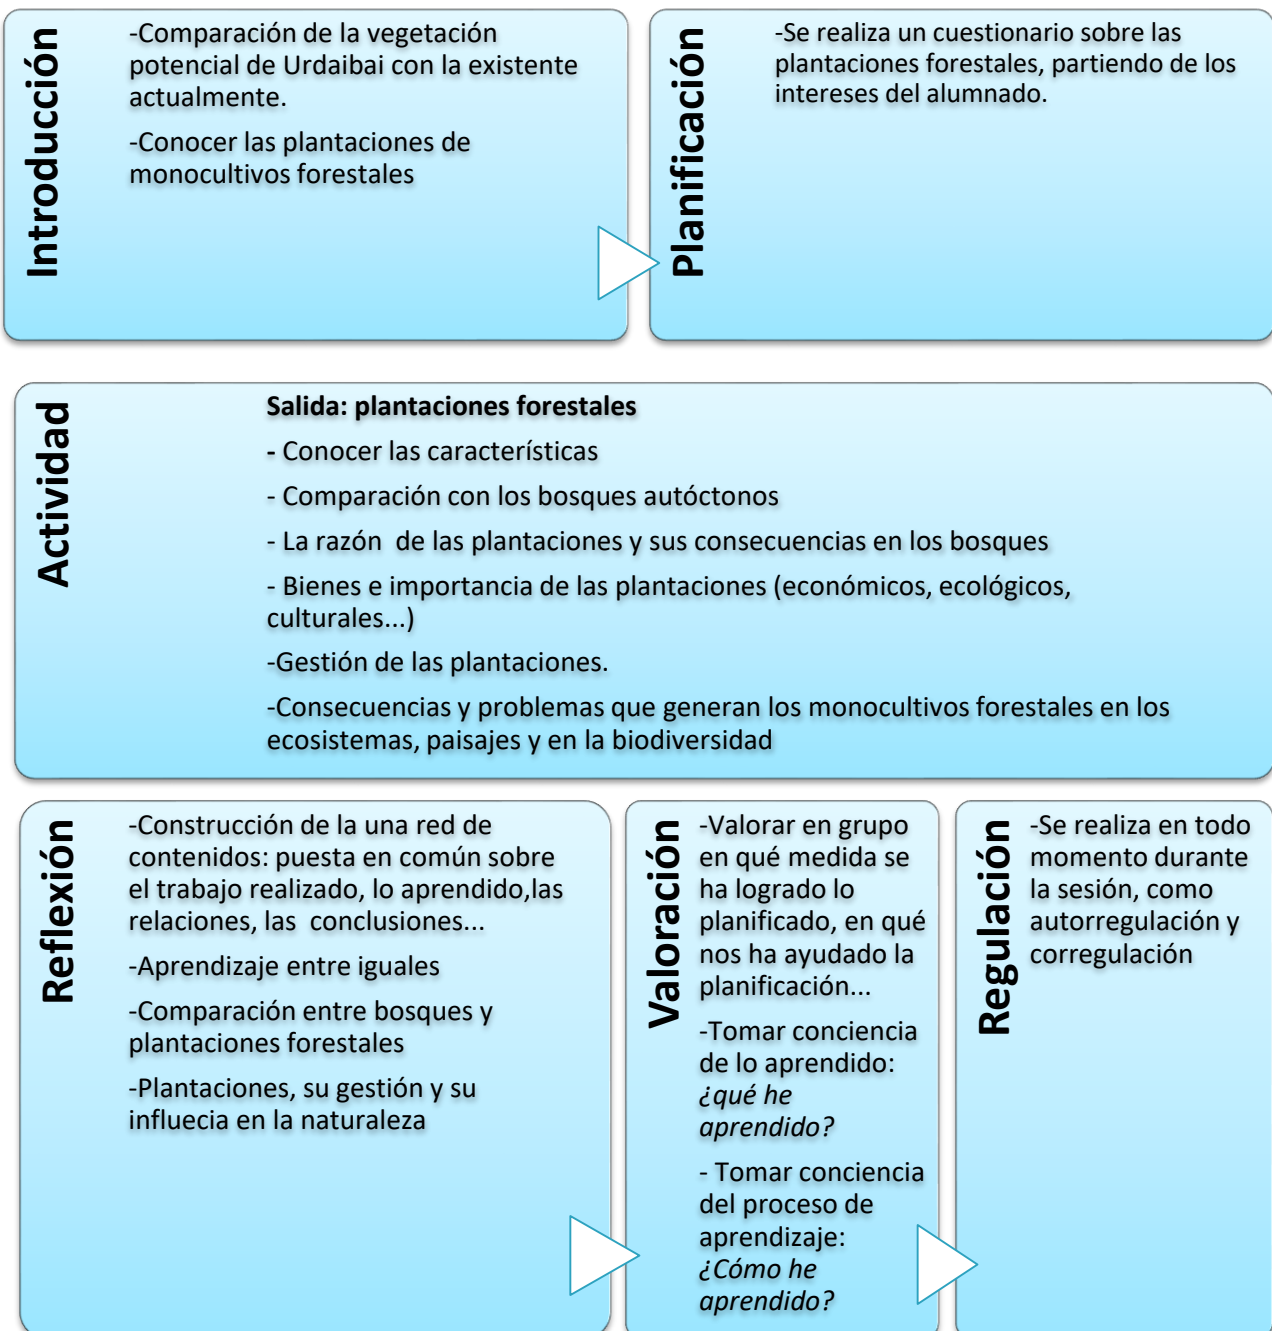 Introducción
-Comparación de la vegetación
potencial de Urdaibai con la existente
actualmente.
-Conocer las plantaciones de
monocultivos forestales
Planificación
-Se realiza un cuestionario sobre las
plantaciones forestales, partiendo de los
intereses del alumnado.
Actividad
Salida: plantaciones forestales
- Conocer las características
- Comparación con los bosques autóctonos
- La razón  de las plantaciones y sus consecuencias en los bosques
- Bienes e importancia de las plantaciones (económicos, ecológicos,
culturales...)
-Gestión de las plantaciones.
-Consecuencias y problemas que generan los monocultivos forestales en los
ecosistemas, paisajes y en la biodiversidad
Reflexión
-Construcción de la una red de
contenidos: puesta en común sobre
el trabajo realizado, lo aprendido,las
relaciones, las  conclusiones...
-Aprendizaje entre iguales
-Comparación entre bosques y
plantaciones forestales
-Plantaciones, su gestión y su
influecia en la naturaleza
Valoración
-Valorar en grupo
en qué medida se
ha logrado lo
planificado, en qué
nos ha ayudado la
planificación...
-Tomar conciencia
de lo aprendido:
¿qué he
aprendido?
- Tomar conciencia
del proceso de
aprendizaje:
¿Cómo he
aprendido?
Regulación
-Se realiza en todo
momento durante
la sesión, como
autorregulación y
corregulación